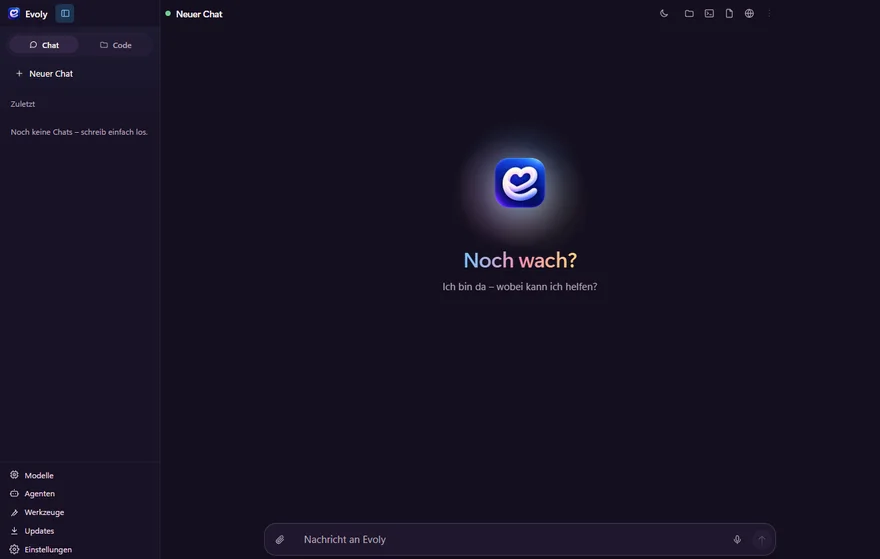 Evoly
Neuer Chat
Chat
Code
Neuer Chat
Zuletzt
Noch keine Chats – schreib einfach los.
Noch wach?
Ich bin da – wobei kann ich helfen?
Modelle
Agenten
Werkzeuge
Updates
Einstellungen
Nachricht an Evoly